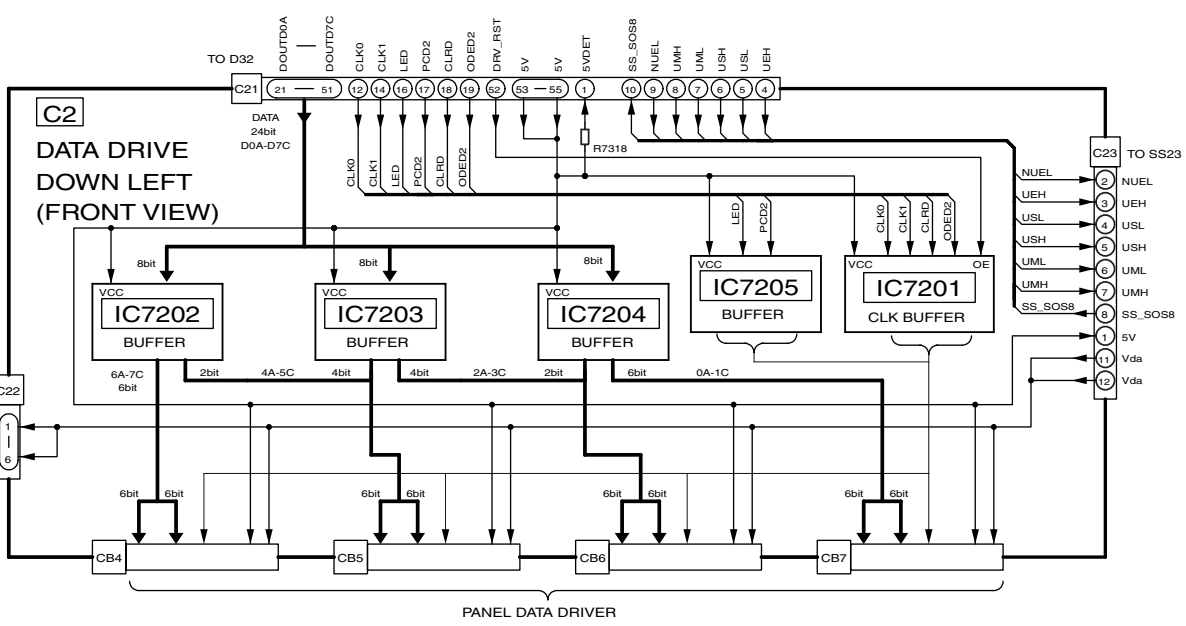 TO D32
DOUTD0A — DOUTD7C
CLK0
CLK1
LED
PCD2
CLRD
ODED2
DRV_RST
5V
5V
5VDET
SS_SOS8
NUEL
UMH
UML
USH
USL
UEH
C21
21 — 51
12
14
16
17
18
19
52
53 — 55
1
10
9
8
7
6
5
4
C2
DATA DRIVE
DOWN LEFT
(FRONT VIEW)
DATA
24bit
D0A-D7C
R7318
CLK0
CLK1
LED
PCD2
CLRD
ODED2
C23
TO SS23
NUEL
2
NUEL
UEH
3
UEH
USL
4
USL
USH
5
USH
UML
6
UML
UMH
7
UMH
SS_SOS8
8
SS_SOS8
1
5V
11
Vda
12
Vda
LED
PCD2
CLK0
CLK1
CLRD
ODED2
8bit
8bit
8bit
VCC
IC7202
BUFFER
VCC
IC7203
BUFFER
VCC
IC7204
BUFFER
VCC
IC7205
BUFFER
VCC
OE
IC7201
CLK BUFFER
6A-7C
6bit
2bit
4A-5C
4bit
4bit
2A-3C
2bit
6bit
0A-1C
C22
1 — 6
6bit
6bit
6bit
6bit
6bit
6bit
6bit
6bit
CB4
CB5
CB6
CB7
PANEL DATA DRIVER